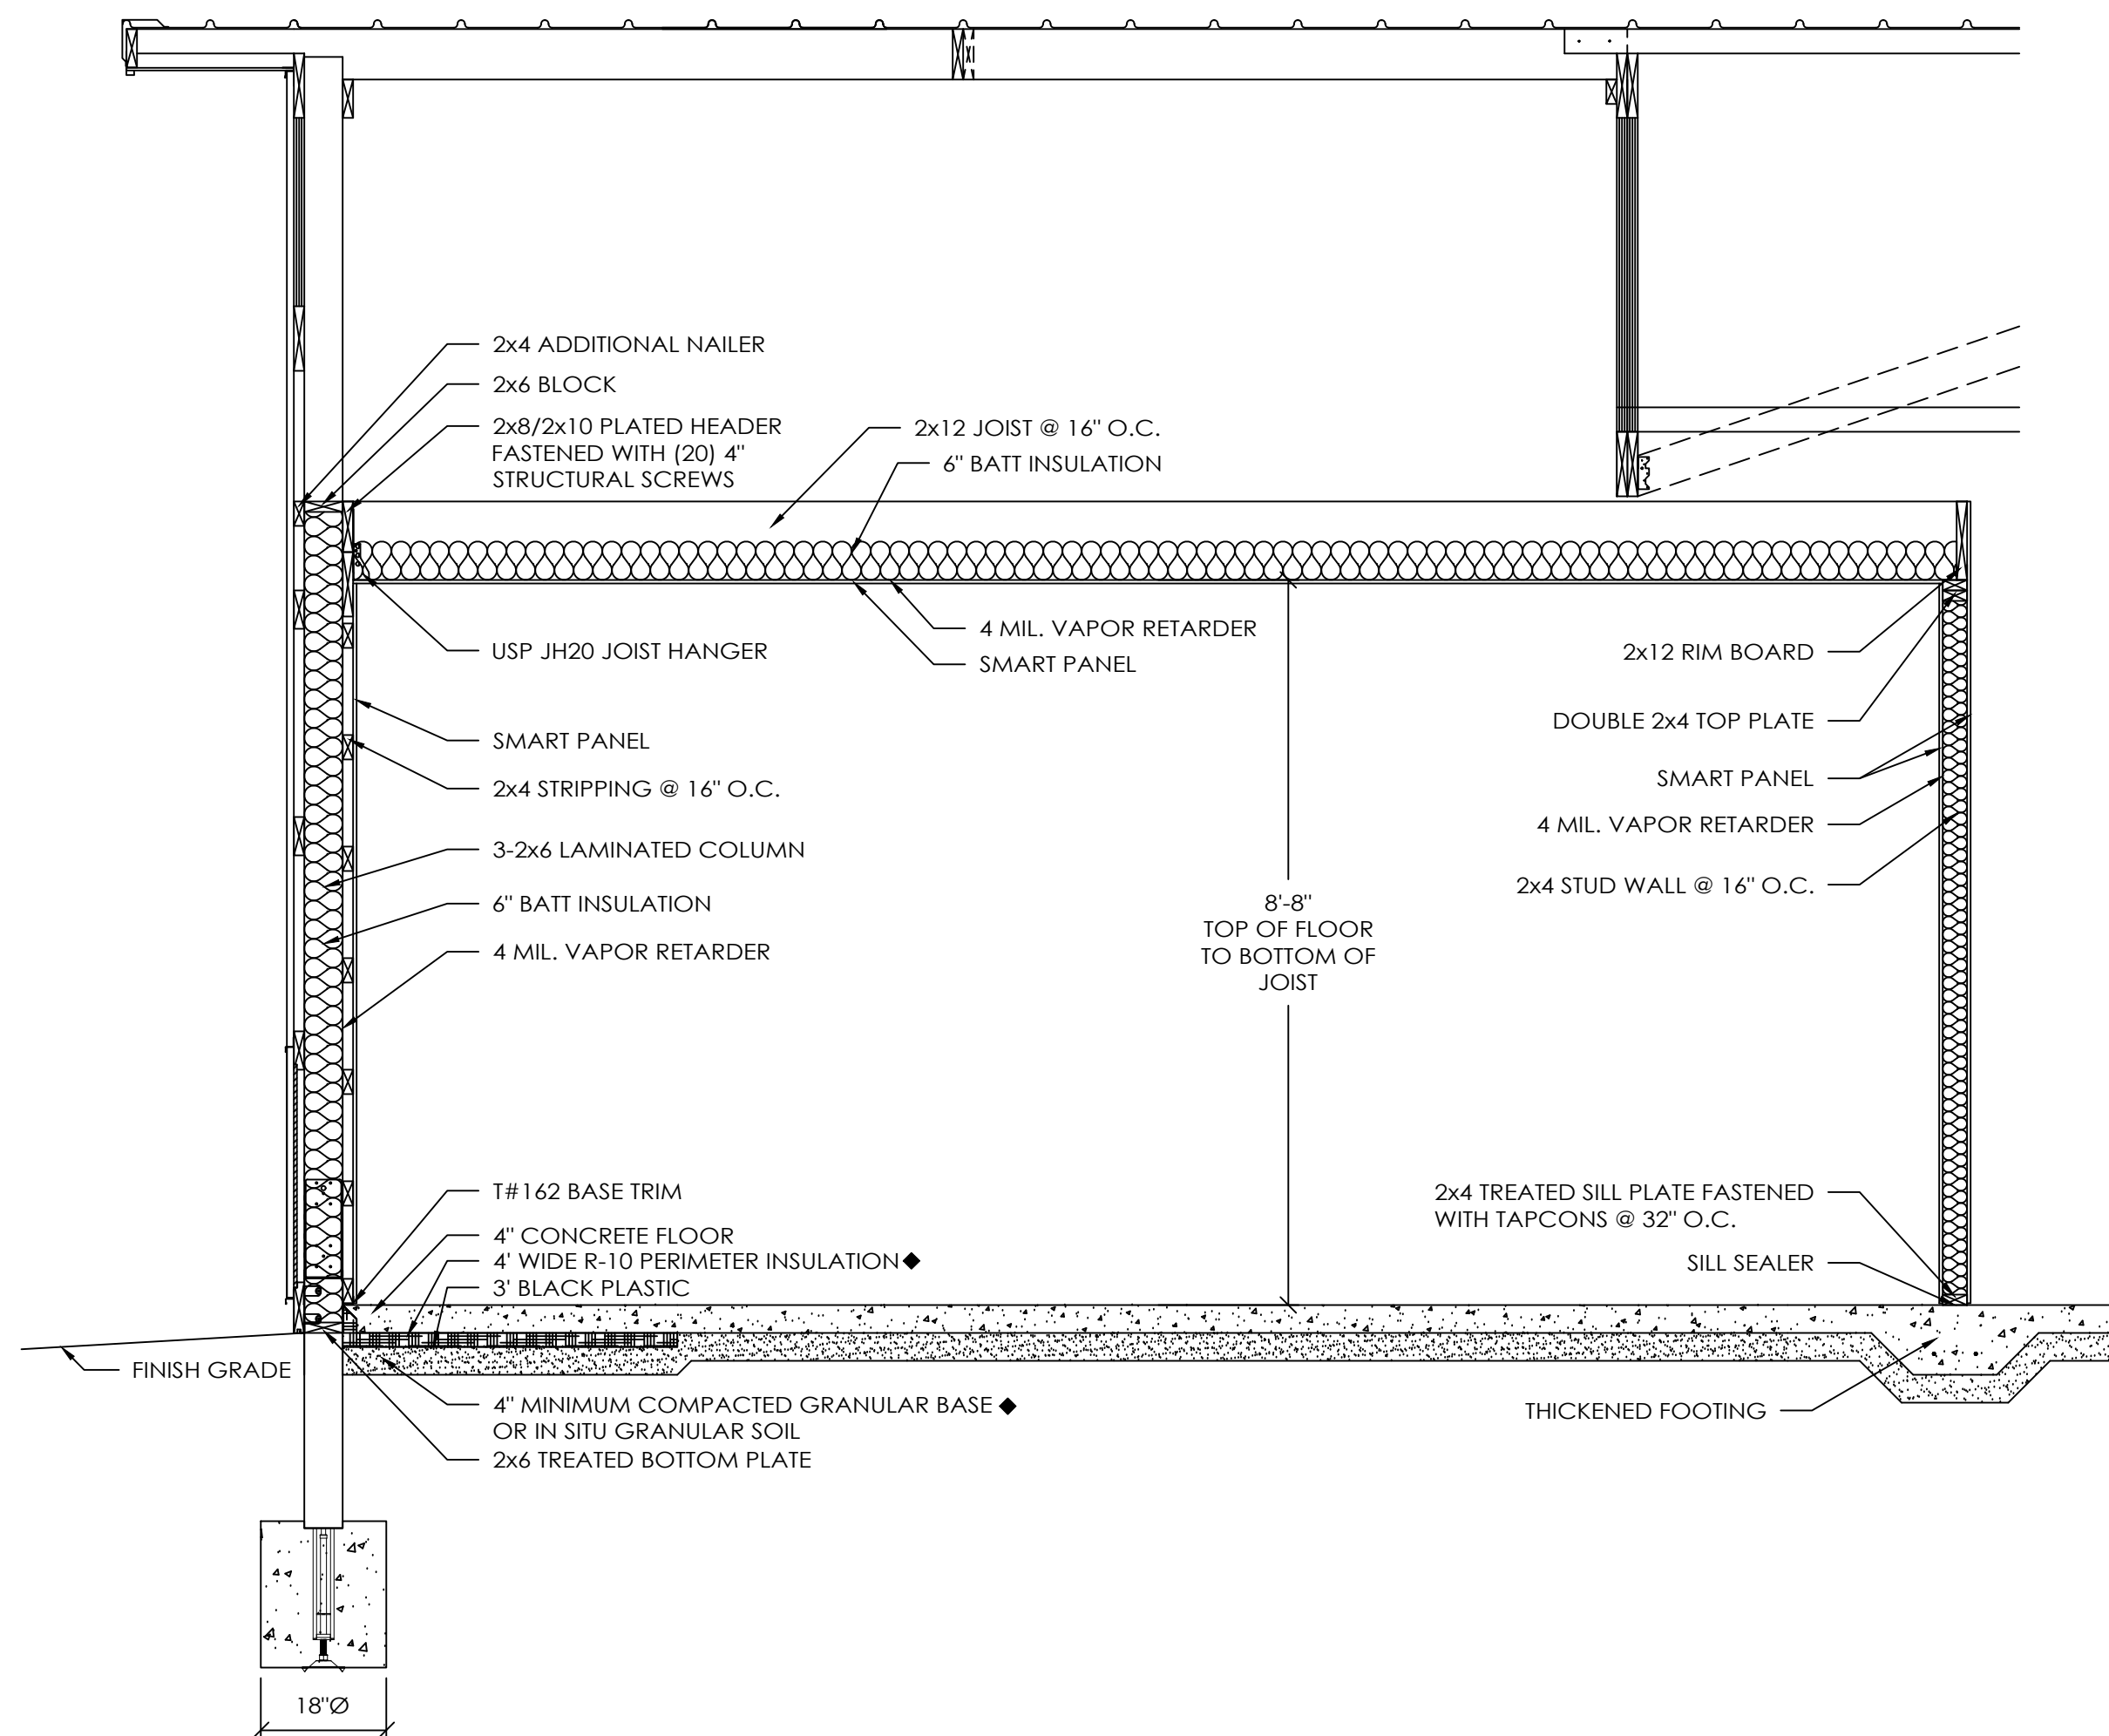 2x4 ADDITIONAL NAILER
2x6 BLOCK
2x8/2x10 PLATED HEADER
FASTENED WITH (20) 4"
STRUCTURAL SCREWS
2x12 JOIST @ 16" O.C.
6" BATT INSULATION
USP JH20 JOIST HANGER
4 MIL. VAPOR RETARDER
SMART PANEL
SMART PANEL
2x4 STRIPPING @ 16" O.C.
3-2x6 LAMINATED COLUMN
6" BATT INSULATION
4 MIL. VAPOR RETARDER
8'-8"
TOP OF FLOOR
TO BOTTOM OF
JOIST
2x12 RIM BOARD
DOUBLE 2x4 TOP PLATE
SMART PANEL
4 MIL. VAPOR RETARDER
2x4 STUD WALL @ 16" O.C.
T#162 BASE TRIM
4" CONCRETE FLOOR
4' WIDE R-10 PERIMETER INSULATION◆
3' BLACK PLASTIC
2x4 TREATED SILL PLATE FASTENED
WITH TAPCONS @ 32" O.C.
SILL SEALER
FINISH GRADE
4" MINIMUM COMPACTED GRANULAR BASE ◆
OR IN SITU GRANULAR SOIL
2x6 TREATED BOTTOM PLATE
THICKENED FOOTING
18"Ø